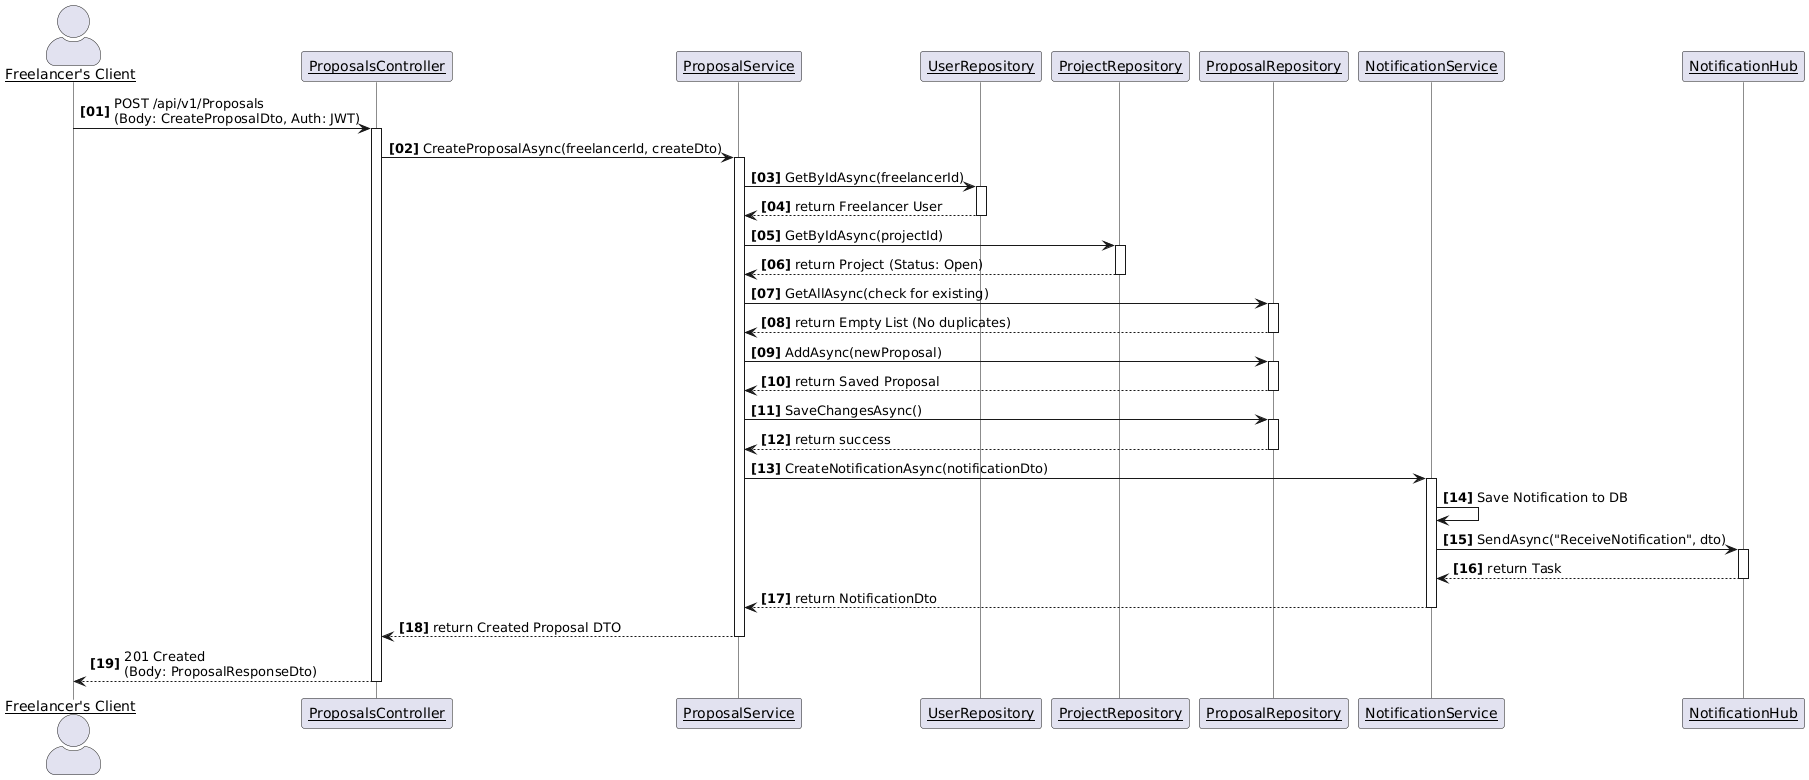 Freelancer's Client
ProposalsController
ProposalService
UserRepository
ProjectRepository
ProposalRepository
NotificationService
NotificationHub
[01] POST /api/v1/Proposals
(Body: CreateProposalDto, Auth: JWT)
[02] CreateProposalAsync(freelancerId, createDto)
[03] GetByIdAsync(freelancerId)
[04] return Freelancer User
[05] GetByIdAsync(projectId)
[06] return Project (Status: Open)
[07] GetAllAsync(check for existing)
[08] return Empty List (No duplicates)
[09] AddAsync(newProposal)
[10] return Saved Proposal
[11] SaveChangesAsync()
[12] return success
[13] CreateNotificationAsync(notificationDto)
[14] Save Notification to DB
[15] SendAsync("ReceiveNotification", dto)
[16] return Task
[17] return NotificationDto
[18] return Created Proposal DTO
[19] 201 Created
(Body: ProposalResponseDto)
Freelancer's Client
ProposalsController
ProposalService
UserRepository
ProjectRepository
ProposalRepository
NotificationService
NotificationHub